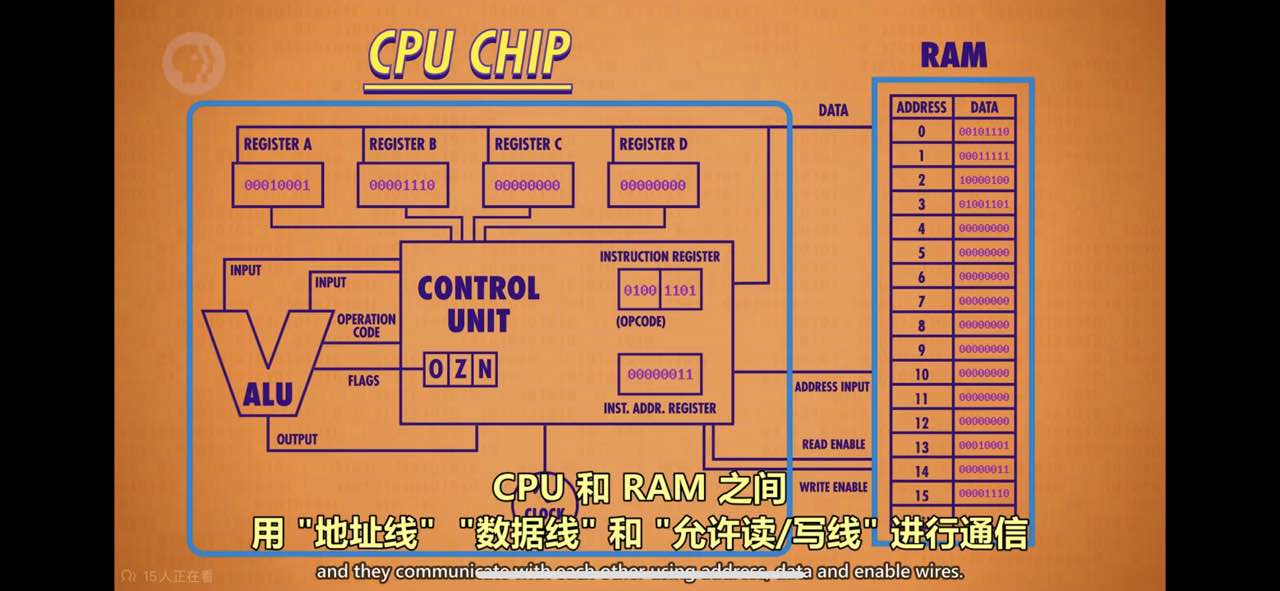 CPU CHIP
RAM
DATA
ADDRESS DATA
0 00101110
1 00011111
2 10000100
3 01001101
4 00000000
5 00000000
6 00000000
7 00000000
8 00000000
9 00000000
10 00000000
11 00000000
12 00000000
13 00010001
14 00000011
15 00001110
REGISTER A
00010001
REGISTER B
00001110
REGISTER C
00000000
REGISTER D
00000000
INPUT
INPUT
OPERATION
CODE
FLAGS
ALU
OUTPUT
CONTROL
UNIT
O Z N
INSTRUCTION REGISTER
0100 1101
(OPCODE)
00000011
INST. ADDR. REGISTER
ADDRESS INPUT
READ ENABLE
WRITE ENABLE
CLOCK
CPU 和 RAM 之间
用 "地址线" "数据线" 和 "允许读/写线" 进行通信
and they communicate with each other using address, data and enable wires.
15人正在看